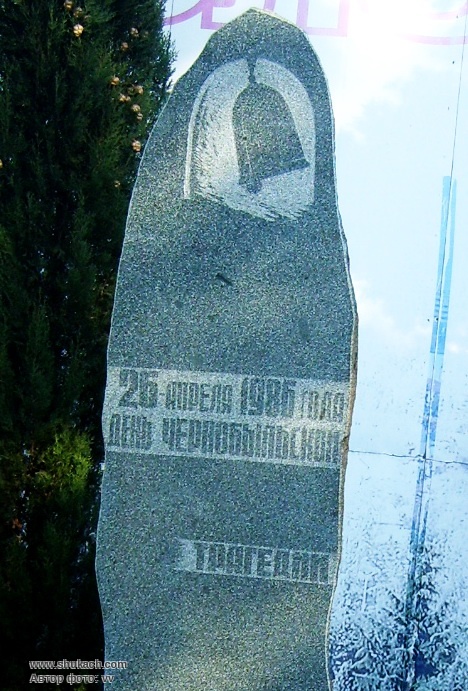 26 АПРЕЛЯ 1986 ГОДА
ДЕНЬ ЧЕРНОБЫЛЬСКОЙ
ТРАГЕДИИ
www.shukach.com
Автор фото: vv